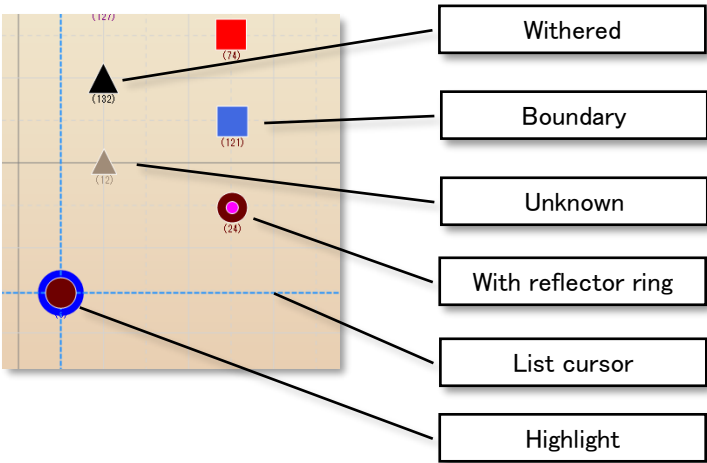 (127)
(74)
(132)
(121)
(12)
(24)
Withered
Boundary
Unknown
With reflector ring
List cursor
Highlight